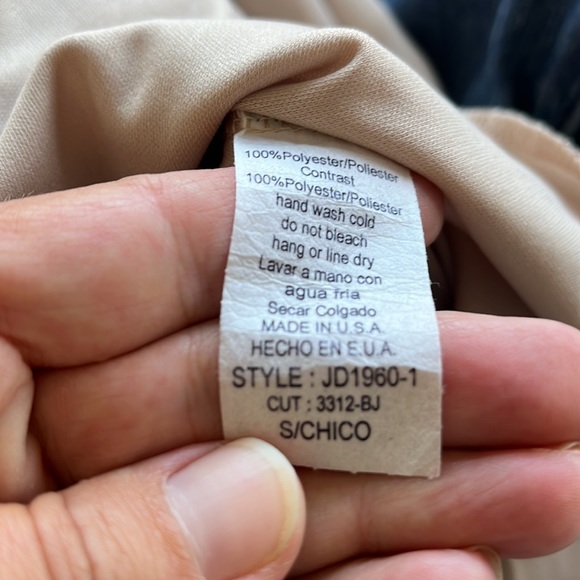 100%Polyester/Poliester
Contrast
100%Polyester/Poliester
hand wash cold
do not bleach
hang or line dry
Lavar a mano con
agua fria
Secar Colgado
MADE IN U.S.A.
HECHO EN E.U.A.
STYLE : JD1960-1
CUT : 3312-BJ
S/CHICO